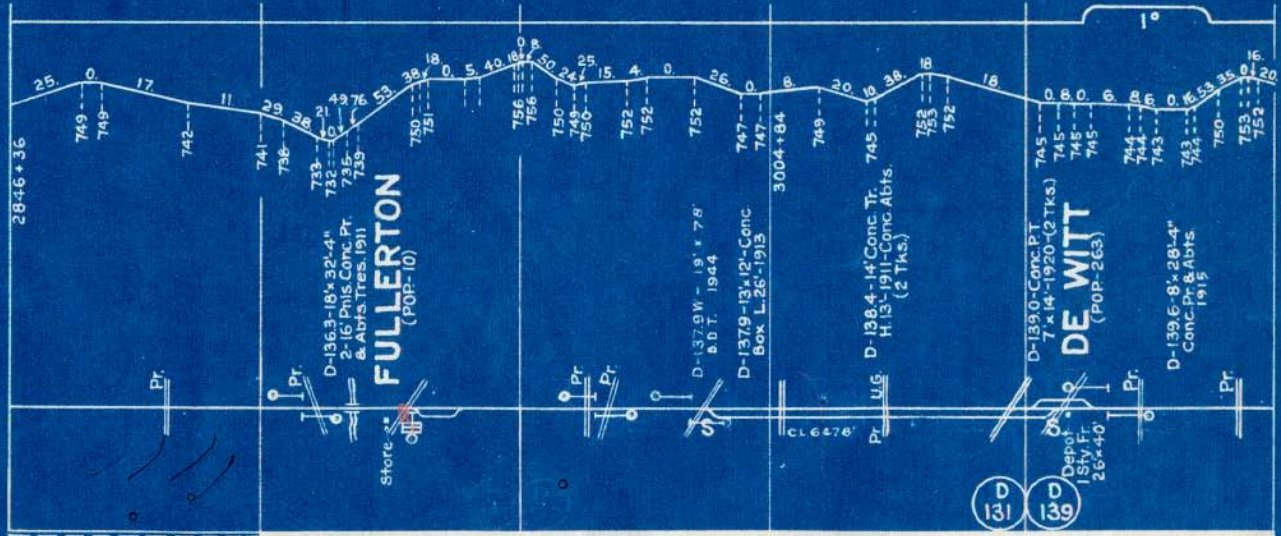 1°
25. 0. 17. 11. 29. 38. 21. 0. 49. 76. 53. 38. 18. 0. 5. 40. 18. 0. 8. 50. 24. 25. 15. 4. 0. 26. 0. 8. 20. 10. 38. 18 18. 0. 8. 0. 6. 8. 6. 0. 16. 53. 35. 0. 16. 20.
2846+36
749
749
742
741
738
733
732
735
739
750
751
756
756
750
749
750
752
752
752
747
747
3004+84
749
745
752
753
752
745
745
745
745
744
744
743
743
744
750
753
752
D-136.3-18'x32'-4"
2-16' Pnls. Conc. Pr.
& Abts. Tres. 1911
FULLERTON
(POP-10)
D-137.9W - 19' x 78'
B.D.T. 1944
D-137.9-13'x12'-Conc
Box L.26'-1913
D-138.4-14' Conc. Tr.
H.13'-1911-Conc. Abts.
(2 Tks.)
D-139.0-Conc. P.T
7'x14'-1920-(2 TKS.)
DE WITT
(POP-263)
D-139.6-8'x28'-4"
Conc. Pr. & Abts.
1915
Pr.
Pr.
Pr.
Pr.
Pr. U.G.
Pr.
Pr.
Store
S
CL 6478'
Depot
1 Sty. Fr.
26'x40'
D
131
D
139